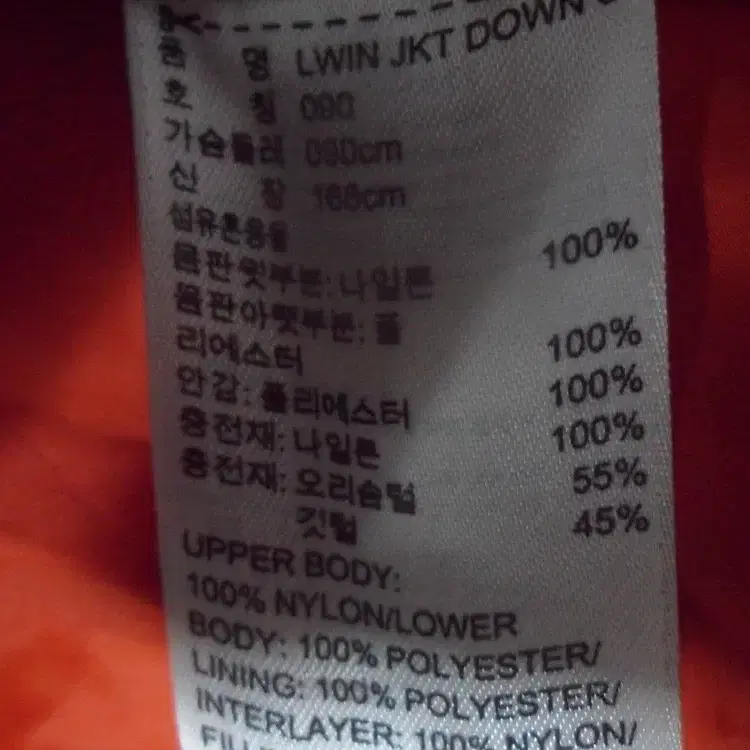 품 명 LWIN JKT DOWN
호 칭 090
가슴둘레 090cm
신 장 168cm
섬유혼용율
몸판윗부분: 나일론 100%
몸판아랫부분: 폴
리에스터 100%
안감: 폴리에스터 100%
충전재: 나일론 100%
충전재: 오리솜털 55%
깃털 45%
UPPER BODY:
100% NYLON/LOWER
BODY: 100% POLYESTER/
LINING: 100% POLYESTER/
INTERLAYER: 100% NYLON/